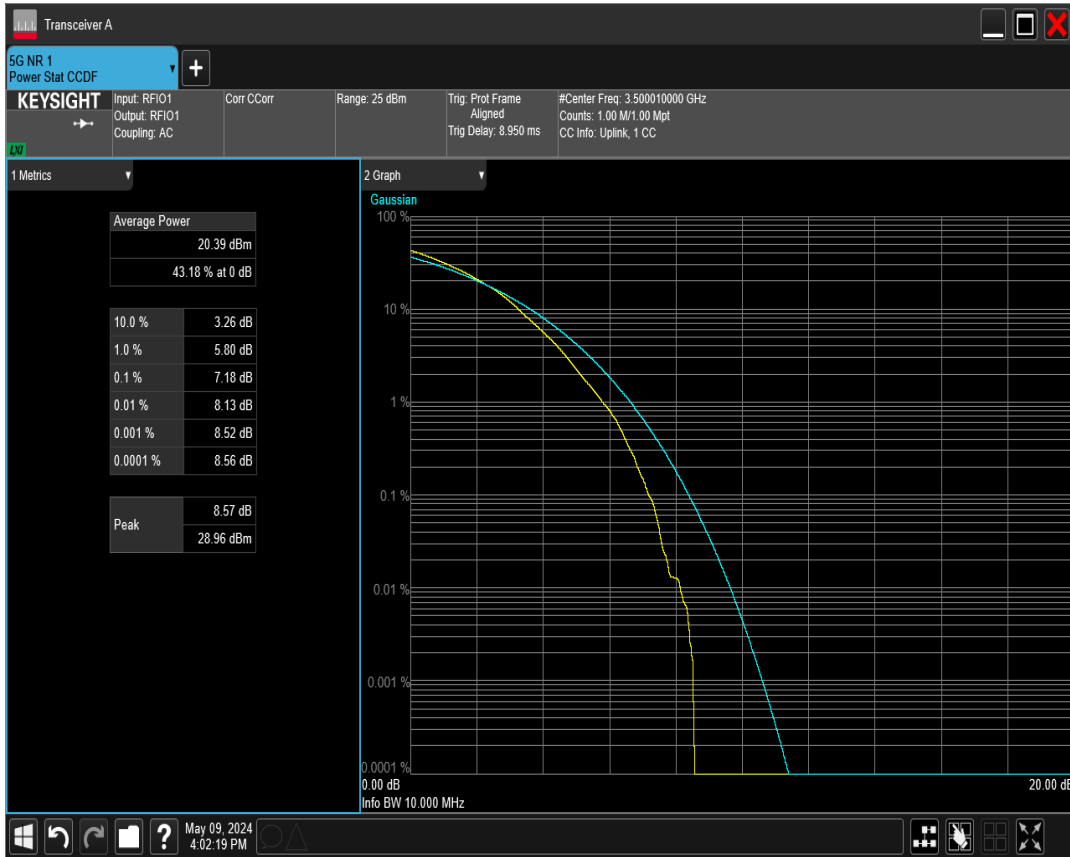 Transceiver A
5G NR 1
Power Stat CCDF
KEYSIGHT
LXI
Input: RFIO1
Output: RFIO1
Coupling: AC
Corr CCorr
Range: 25 dBm
Trig: Prot Frame
Aligned
Trig Delay: 8.950 ms
#Center Freq: 3.500010000 GHz
Counts: 1.00 M/1.00 Mpt
CC Info: Uplink, 1 CC
1 Metrics
Average Power
20.39 dBm
43.18 % at 0 dB
10.0 % 3.26 dB
1.0 % 5.80 dB
0.1 % 7.18 dB
0.01 % 8.13 dB
0.001 % 8.52 dB
0.0001 % 8.56 dB
Peak
8.57 dB
28.96 dBm
2 Graph
Gaussian
100 %
10 %
1 %
0.1 %
0.01 %
0.001 %
0.0001 %
0.00 dB 20.00 dB
Info BW 10.000 MHz
?
May 09, 2024
4:02:19 PM